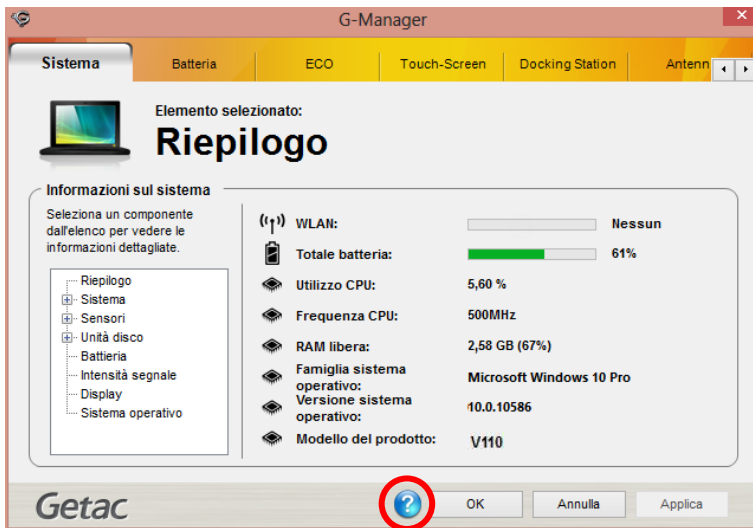 G-Manager
Sistema Batteria ECO Touch-Screen Docking Station Antenn
Elemento selezionato:
Riepilogo
Informazioni sul sistema
Seleziona un componente
dall'elenco per vedere le
informazioni dettagliate.
Riepilogo
Sistema
Sensori
Unità disco
Battieria
Intensità segnale
Display
Sistema operativo
WLAN: Nessun
Totale batteria: 61%
Utilizzo CPU: 5,60 %
Frequenza CPU: 500MHz
RAM libera: 2,58 GB (67%)
Famiglia sistema
operativo: Microsoft Windows 10 Pro
Versione sistema
operativo: 10.0.10586
Modello del prodotto: V110
Getac ? OK Annulla Applica